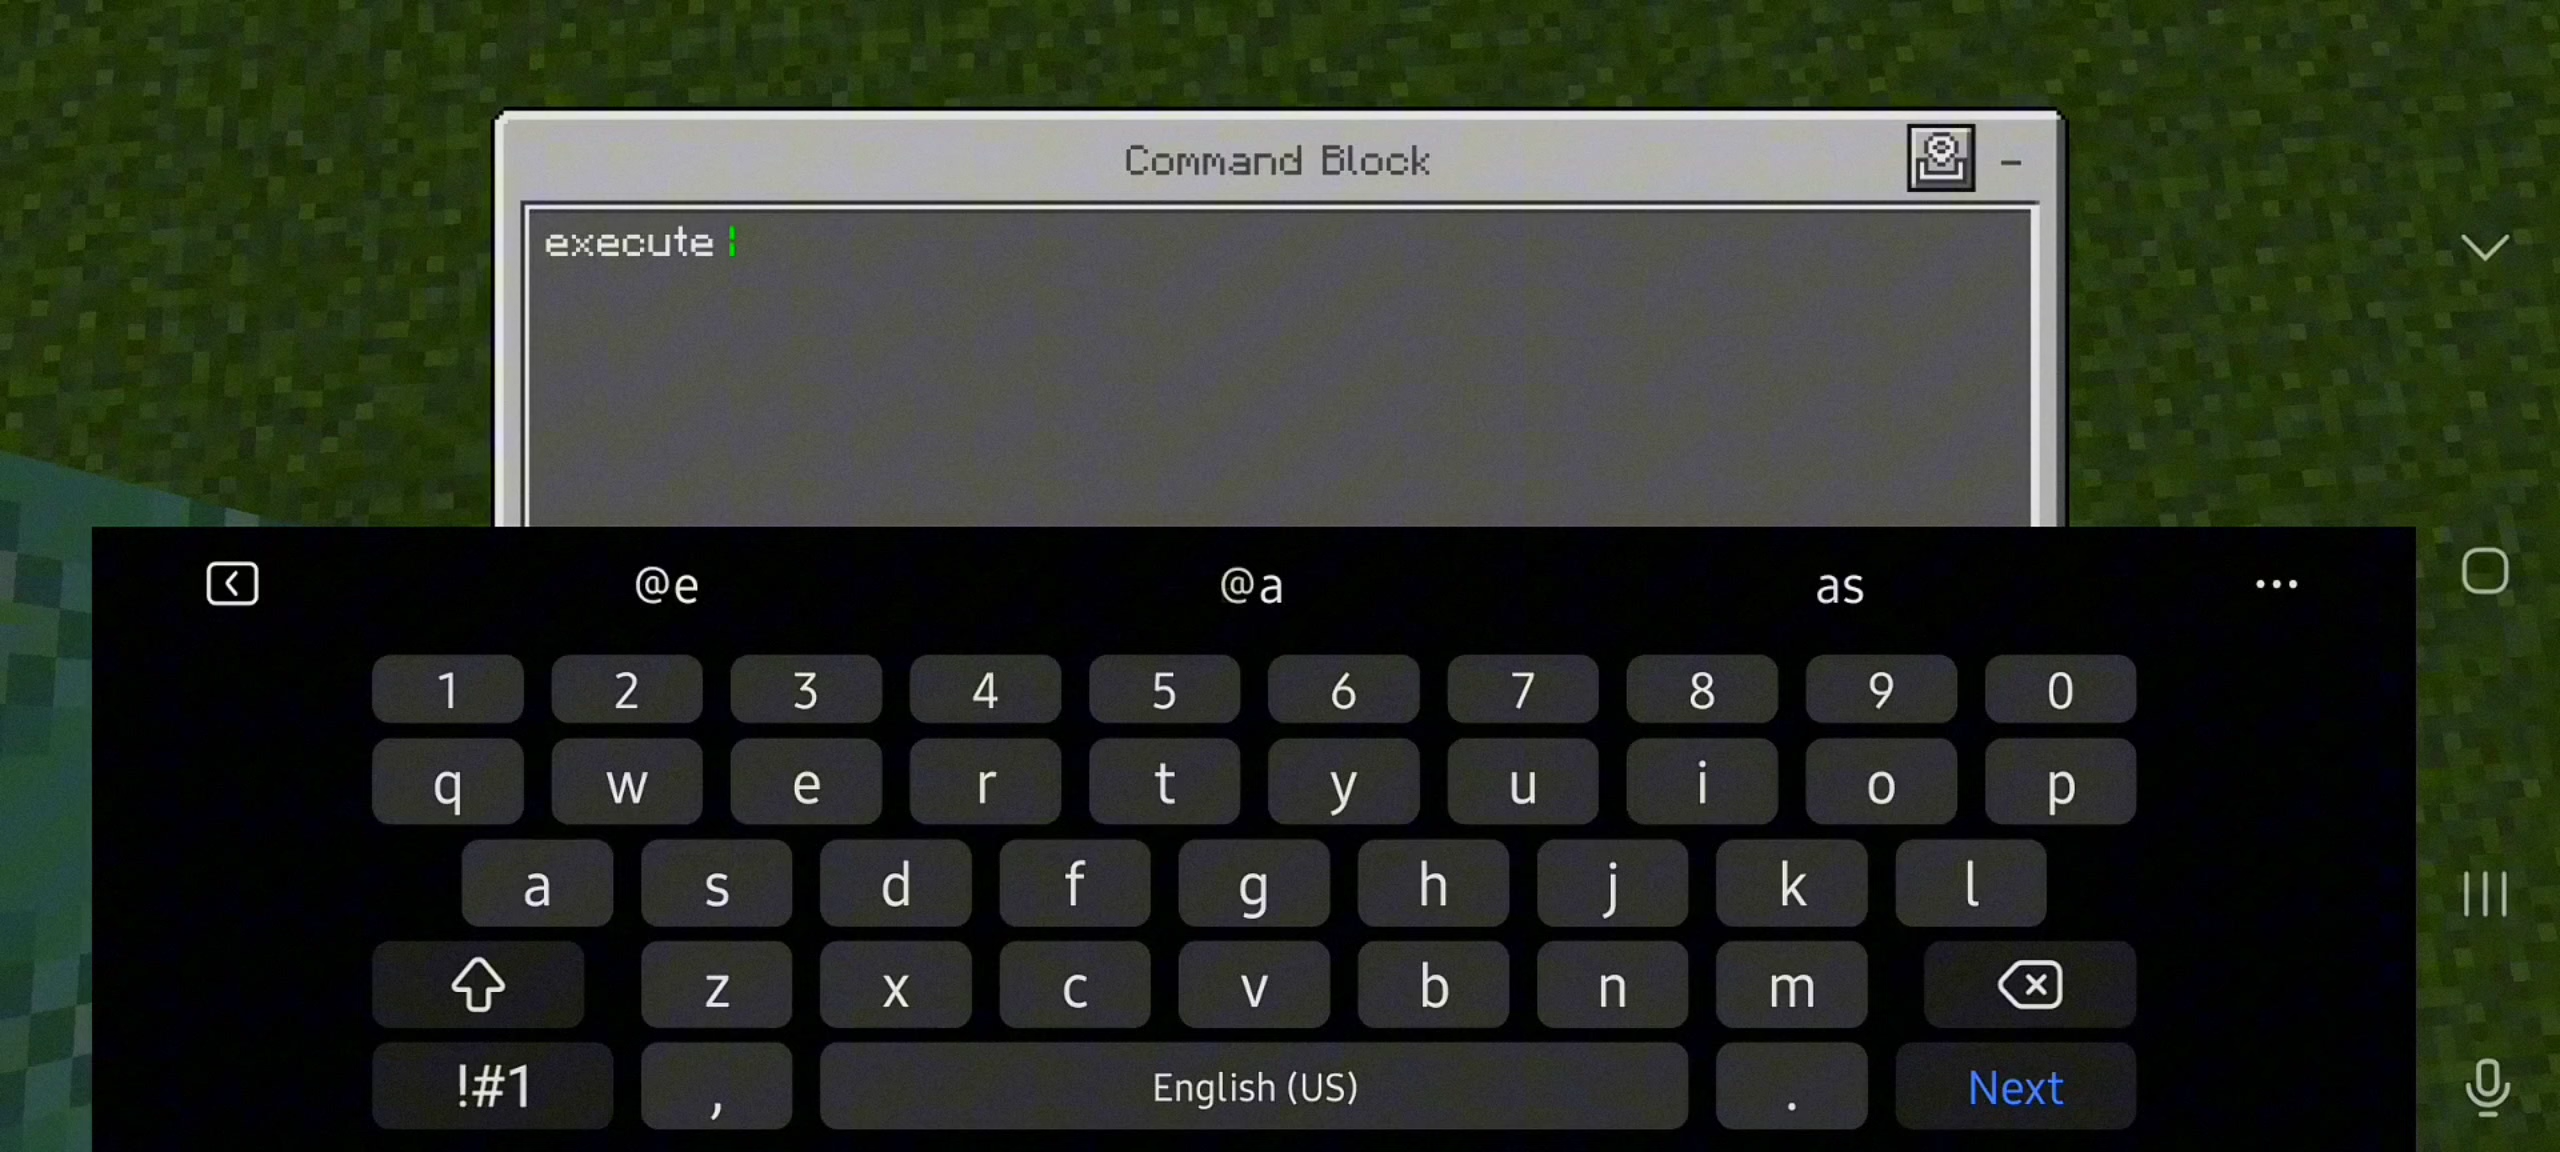 Command Block
execute
@e @a as
1 2 3 4 5 6 7 8 9 0
q w e r t y u i o p
a s d f g h j k l
z x c v b n m
!#1 , English (US) . Next